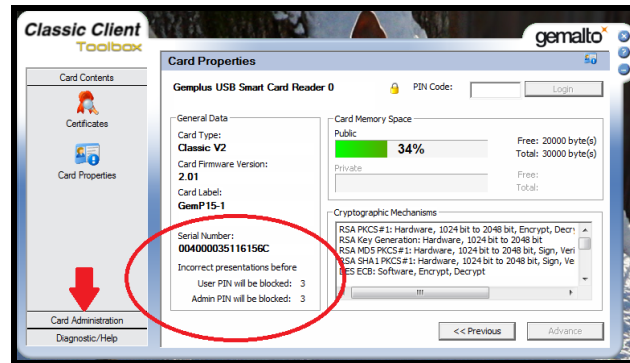 Classic Client
Toolbox
gemalto
Card Contents
Certificates
Card Properties
Card Administration
Diagnostic/Help
Card Properties
Gemplus USB Smart Card Reader 0
PIN Code:
Login
General Data
Card Type:
Classic V2
Card Firmware Version:
2.01
Card Label:
GemP15-1
Serial Number:
004000035116156C
Incorrect presentations before
User PIN will be blocked: 3
Admin PIN will be blocked: 3
Card Memory Space
Public
34%
Free: 20000 byte(s)
Total: 30000 byte(s)
Private
Free:
Total:
Cryptographic Mechanisms
RSA PKCS#1: Hardware, 1024 bit to 2048 bit, Encrypt, Decry
RSA Key Generation: Hardware, 1024 bit to 2048 bit
RSA MD5 PKCS#1: Hardware, 1024 bit to 2048 bit, Sign, Veri
RSA SHA1 PKCS#1: Hardware, 1024 bit to 2048 bit, Sign, Ve
DES ECB: Software, Encrypt, Decrypt
<< Previous
Advance